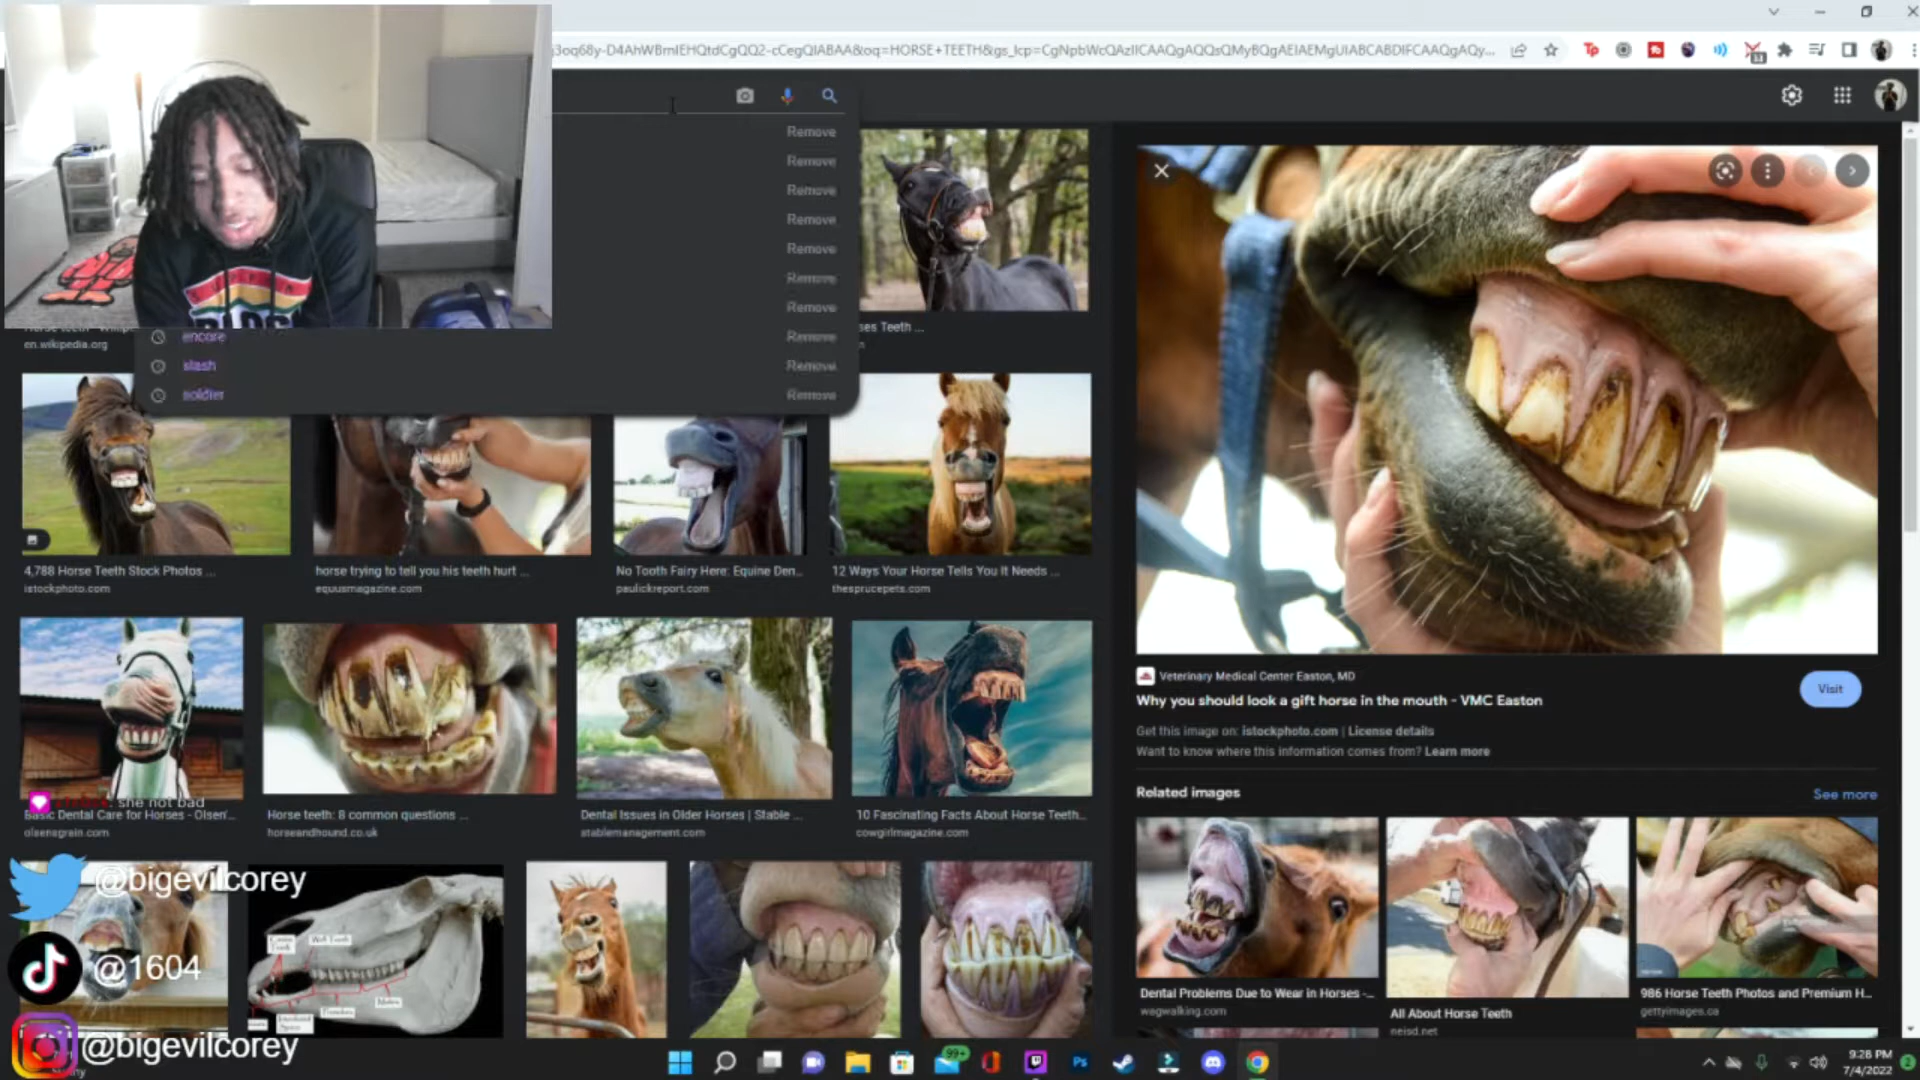 Remove
Remove
Remove
Remove
Remove
Remove
Remove
encore Remove
slash Remove
soldier Remove
en.wikipedia.org
ses Teeth ...
4,788 Horse Teeth Stock Photos ...
istockphoto.com
horse trying to tell you his teeth hurt ...
equusmagazine.com
No Tooth Fairy Here: Equine Den...
paulickreport.com
12 Ways Your Horse Tells You It Needs ...
thesprucepets.com
she not bad
Basic Dental Care for Horses - Olsen'...
olsensgrain.com
Horse teeth: 8 common questions ...
horseandhound.co.uk
Dental Issues in Older Horses | Stable ...
stablemanagement.com
10 Fascinating Facts About Horse Teeth...
cowgirlmagazine.com
Veterinary Medical Center Easton, MD
Why you should look a gift horse in the mouth - VMC Easton
Visit
Get this image on: istockphoto.com | License details
Want to know where this information comes from? Learn more
Related images
See more
Dental Problems Due to Wear in Horses -...
wagwalking.com
All About Horse Teeth
neisd.net
986 Horse Teeth Photos and Premium H...
gettyimages.ca
@bigevilcorey
@1604
@bigevilcorey
99+
9:28 PM
7/4/2022
2